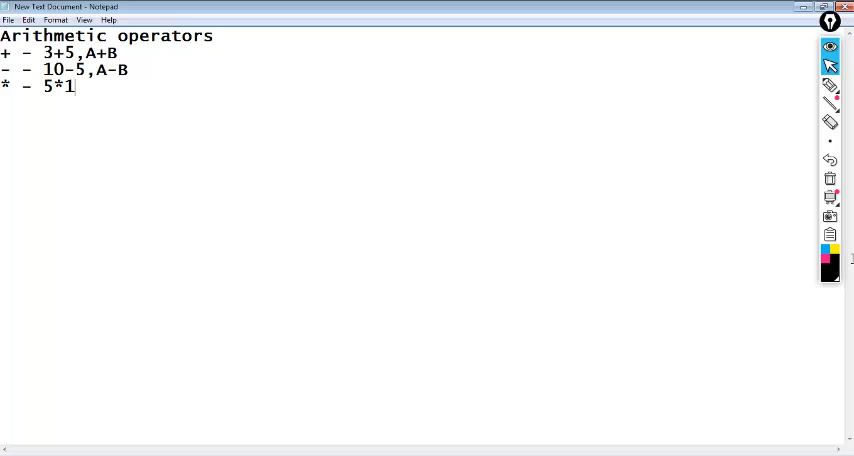 New Text Document - Notepad
File Edit Format View Help
Arithmetic operators
+ - 3+5,A+B
- - 10-5,A-B
* - 5*1